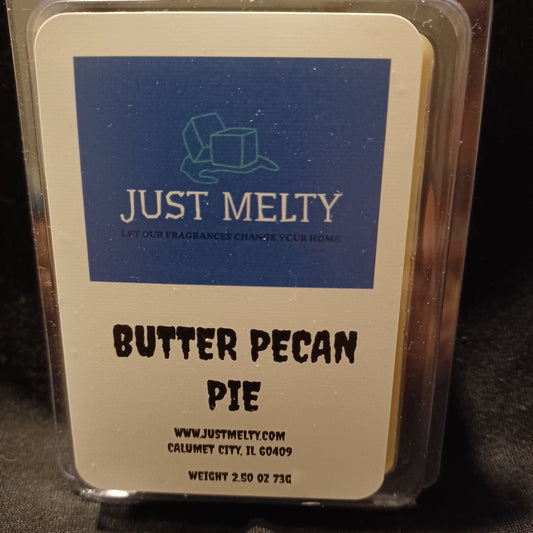 JUST MELTY
LET OUR FRAGRANCES CHANGE YOUR HOME
BUTTER PECAN
PIE
WWW.JUSTMELTY.COM
CALUMET CITY, IL 60409
WEIGHT 2.50 OZ 73G